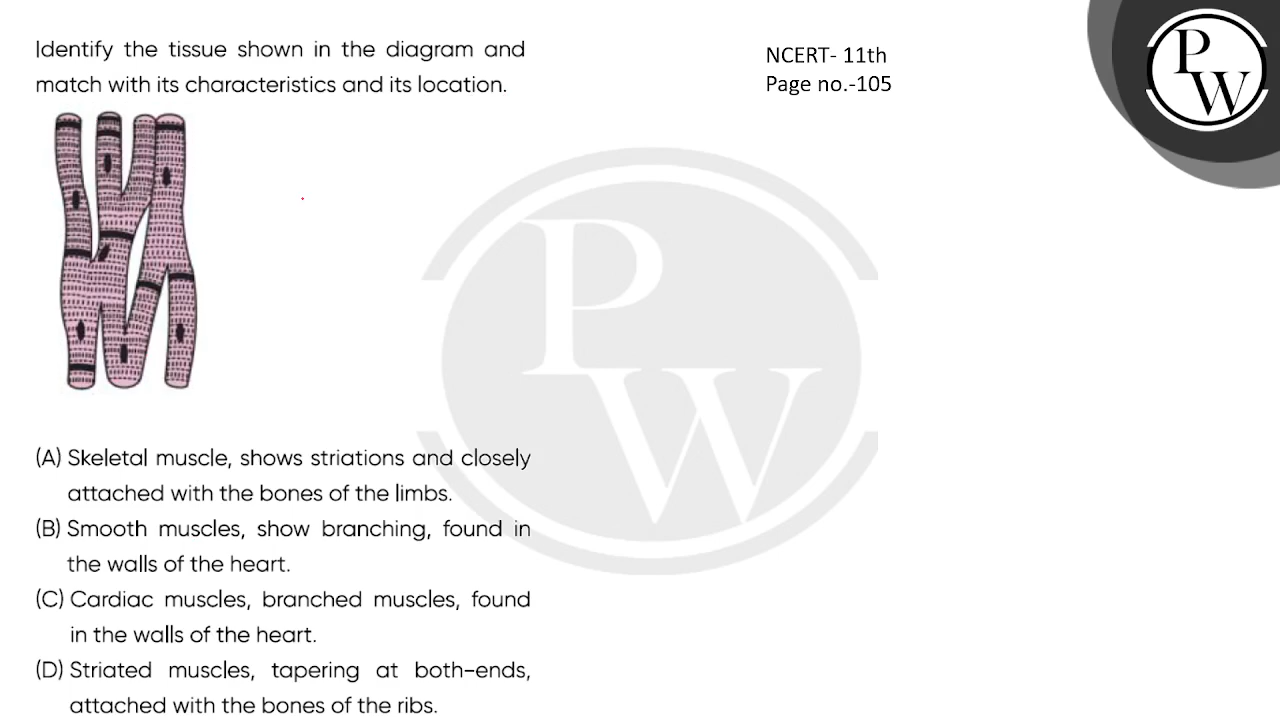 Identify the tissue shown in the diagram and
match with its characteristics and its location.
NCERT- 11th
Page no.-105
PW
PW
(A) Skeletal muscle, shows striations and closely
attached with the bones of the limbs.
(B) Smooth muscles, show branching, found in
the walls of the heart.
(C) Cardiac muscles, branched muscles, found
in the walls of the heart.
(D) Striated muscles, tapering at both-ends,
attached with the bones of the ribs.